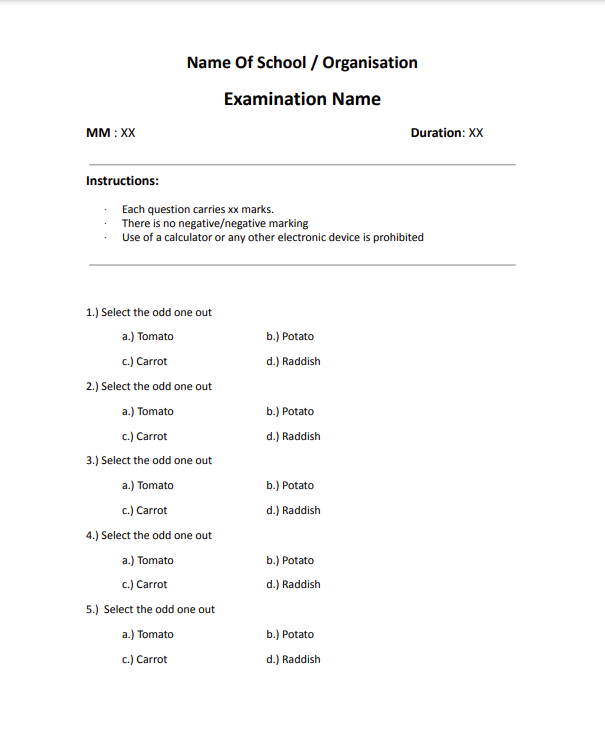 Name Of School / Organisation
Examination Name
MM : XX Duration: XX
Instructions:
· Each question carries xx marks.
· There is no negative/negative marking
· Use of a calculator or any other electronic device is prohibited
1.) Select the odd one out
a.) Tomato b.) Potato
c.) Carrot d.) Raddish
2.) Select the odd one out
a.) Tomato b.) Potato
c.) Carrot d.) Raddish
3.) Select the odd one out
a.) Tomato b.) Potato
c.) Carrot d.) Raddish
4.) Select the odd one out
a.) Tomato b.) Potato
c.) Carrot d.) Raddish
5.) Select the odd one out
a.) Tomato b.) Potato
c.) Carrot d.) Raddish